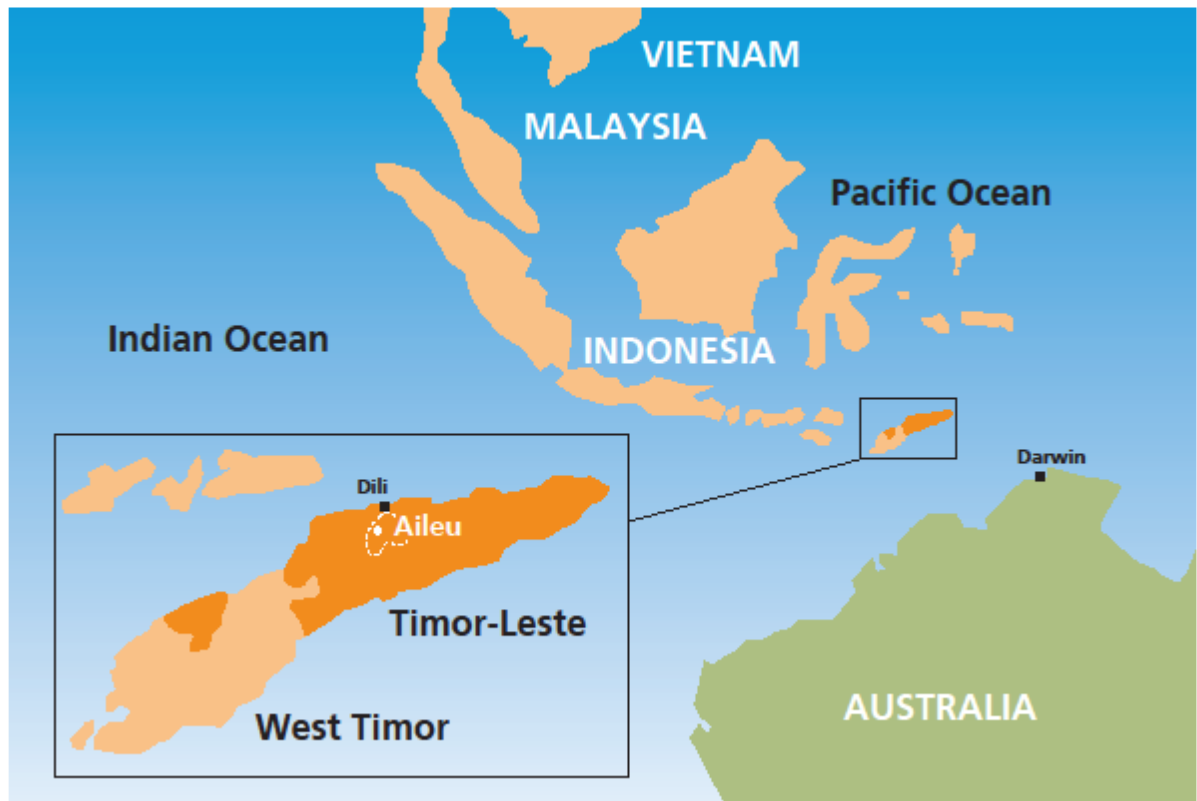 VIETNAM
MALAYSIA
Pacific Ocean
Indian Ocean
INDONESIA
Darwin
Dili
Aileu
Timor-Leste
AUSTRALIA
West Timor